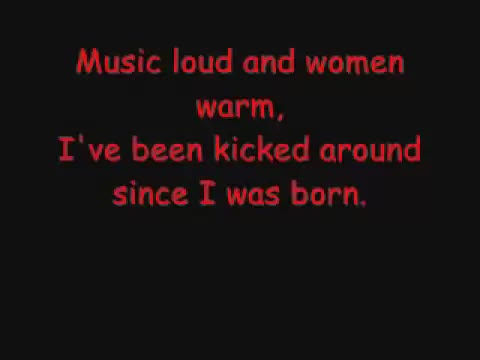 Music loud and women
warm,
I've been kicked around
since I was born.